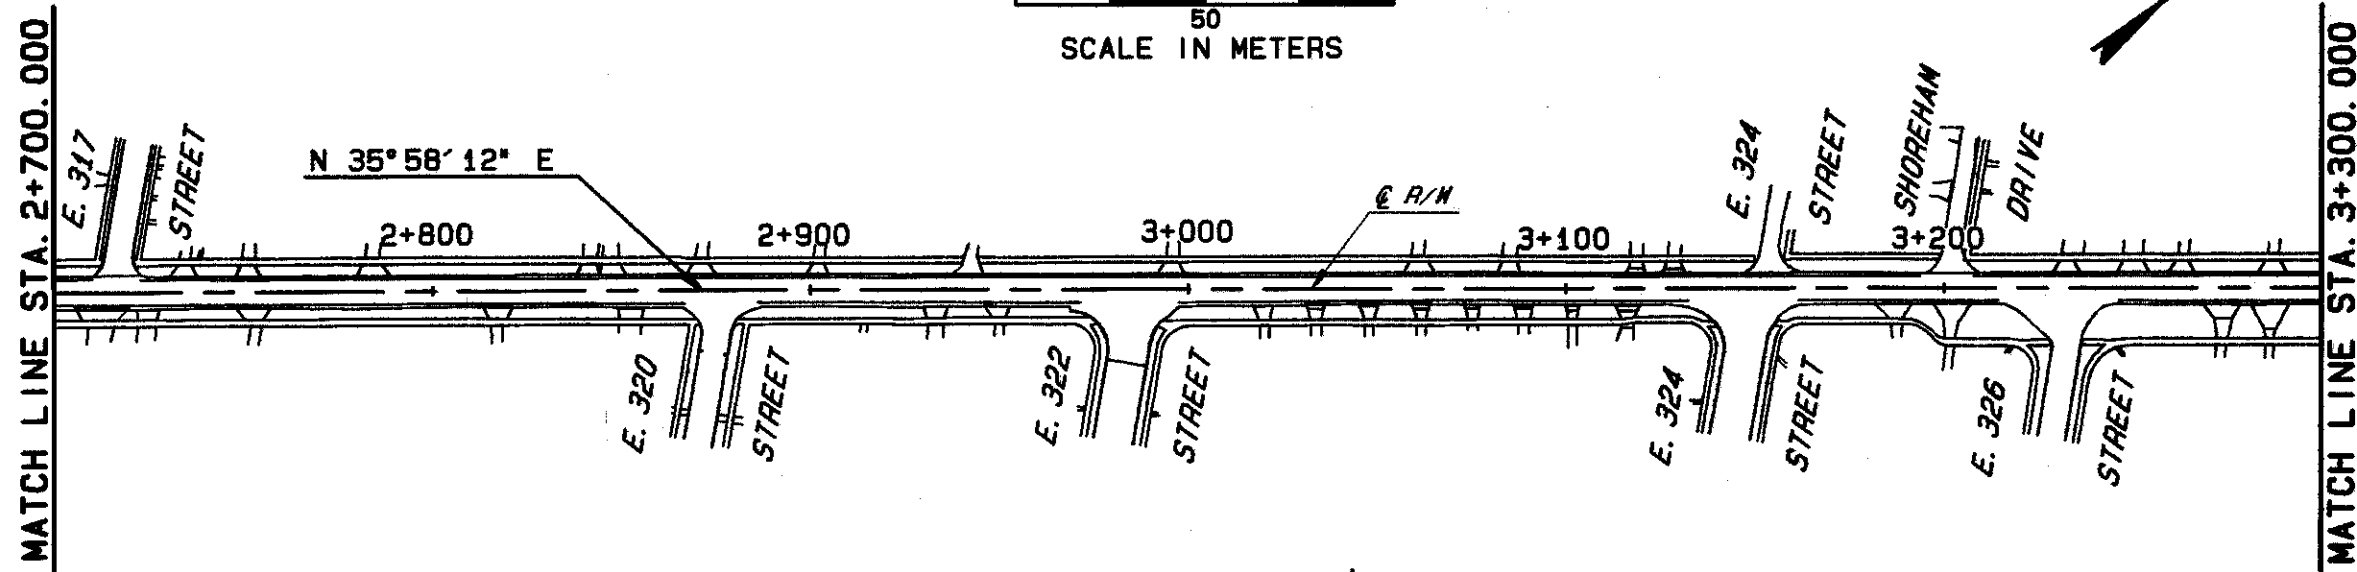 50
SCALE IN METERS
MATCH LINE STA. 2+700.000
E. 317
STREET
N 35°58'12" E
2+800
2+900
3+000
℄ R/W
3+100
E. 324
STREET
SHOREHAM
DRIVE
3+200
E. 320
STREET
E. 322
STREET
E. 324
STREET
E. 326
STREET
MATCH LINE STA. 3+300.000